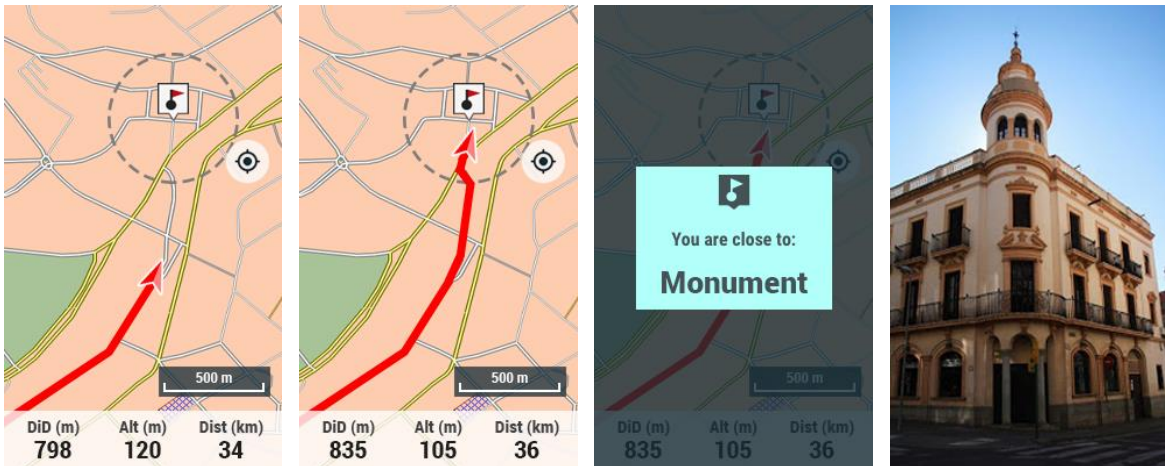 500 m
DiD (m) Alt (m) Dist (km)
798 120 34
500 m
DiD (m) Alt (m) Dist (km)
835 105 36
You are close to:
Monument
500 m
DiD (m) Alt (m) Dist (km)
835 105 36